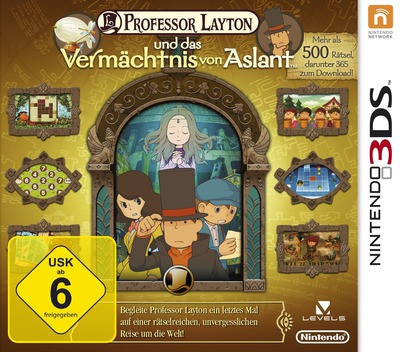 PROFESSOR LAYTON
und das
Vermächtnis von Aslant
Mehr als
500 Rätsel,
darunter 365
zum Download!
NINTENDO
NETWORK
NINTENDO 3DS
USK
ab
6
freigegeben
Begleite Professor Layton ein letztes Mal
auf einer rätselreichen, unvergesslichen
Reise um die Welt!
LEVEL5
Nintendo